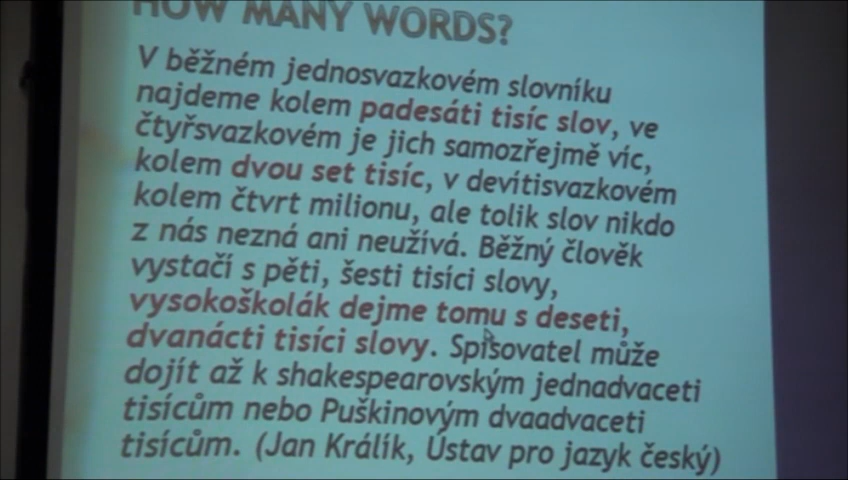 HOW MANY WORDS?
V běžném jednosvazkovém slovníku
najdeme kolem padesáti tisíc slov, ve
čtyřsvazkovém je jich samozřejmě víc,
kolem dvou set tisíc, v devítisvazkovém
kolem čtvrt milionu, ale tolik slov nikdo
z nás nezná ani neužívá. Běžný člověk
vystačí s pěti, šesti tisíci slovy,
vysokoškolák dejme tomu s deseti,
dvanácti tisíci slovy. Spisovatel může
dojít až k shakespearovským jednadvaceti
tisícům nebo Puškinovým dvaadvaceti
tisícům. (Jan Králík, Ústav pro jazyk český)